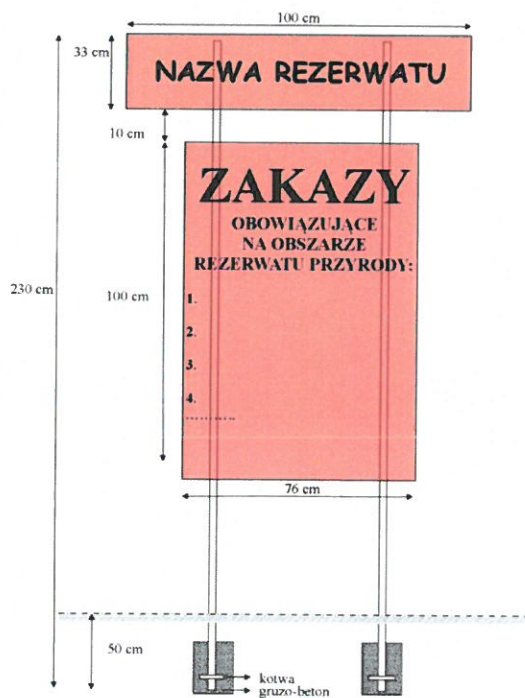 100 cm
33 cm
NAZWA REZERWATU
10 cm
ZAKAZY
OBOWIĄZUJĄCE
NA OBSZARZE
REZERWATU PRZYRODY:
230 cm
100 cm
1.
2.
3.
4.
..................
76 cm
50 cm
kotwa
gruzo-beton